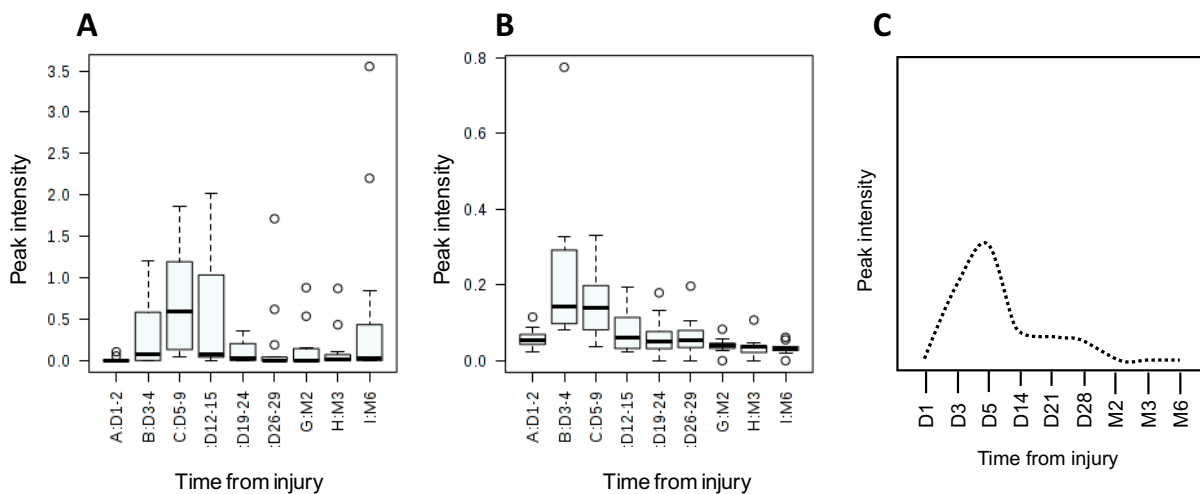 A
B
C
Peak intensity
3.5
3.0
2.5
2.0
1.5
1.0
0.5
0.0
A:D1-2
B:D3-4
C:D5-9
:D12-15
:D19-24
:D26-29
G:M2
H:M3
I:M6
Time from injury
Peak intensity
0.8
0.6
0.4
0.2
0.0
A:D1-2
B:D3-4
C:D5-9
:D12-15
:D19-24
:D26-29
G:M2
H:M3
I:M6
Time from injury
Peak intensity
D1
D3
D5
D14
D21
D28
M2
M3
M6
Time from injury